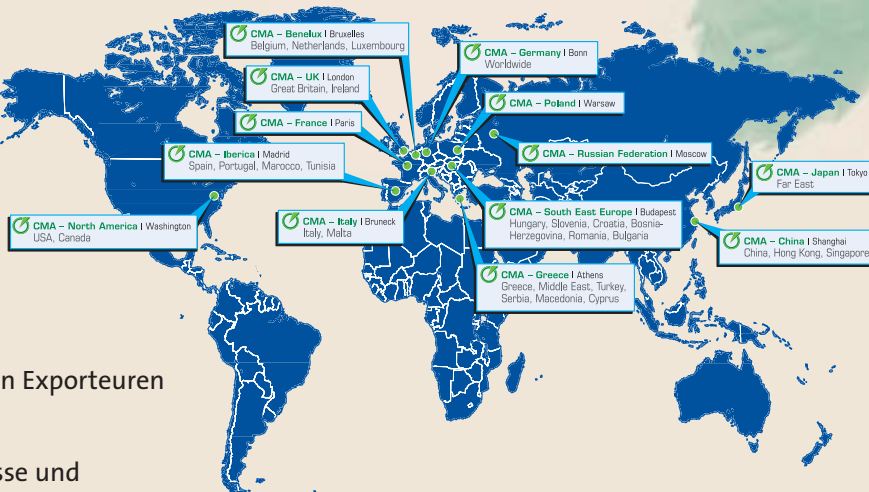 CMA – Benelux | Bruxelles
Belgium, Netherlands, Luxembourg
CMA – Germany | Bonn
Worldwide
CMA – UK | London
Great Britain, Ireland
CMA – Poland | Warsaw
CMA – France | Paris
CMA – Iberica | Madrid
Spain, Portugal, Marocco, Tunisia
CMA – Russian Federation | Moscow
CMA – Japan | Tokyo
Far East
CMA – North America | Washington
USA, Canada
CMA – Italy | Bruneck
Italy, Malta
CMA – South East Europe | Budapest
Hungary, Slovenia, Croatia, Bosnia-
Herzegovina, Romania, Bulgaria
CMA – China | Shanghai
China, Hong Kong, Singapore
CMA – Greece | Athens
Greece, Middle East, Turkey,
Serbia, Macedonia, Cyprus
n Exporteuren
sse und